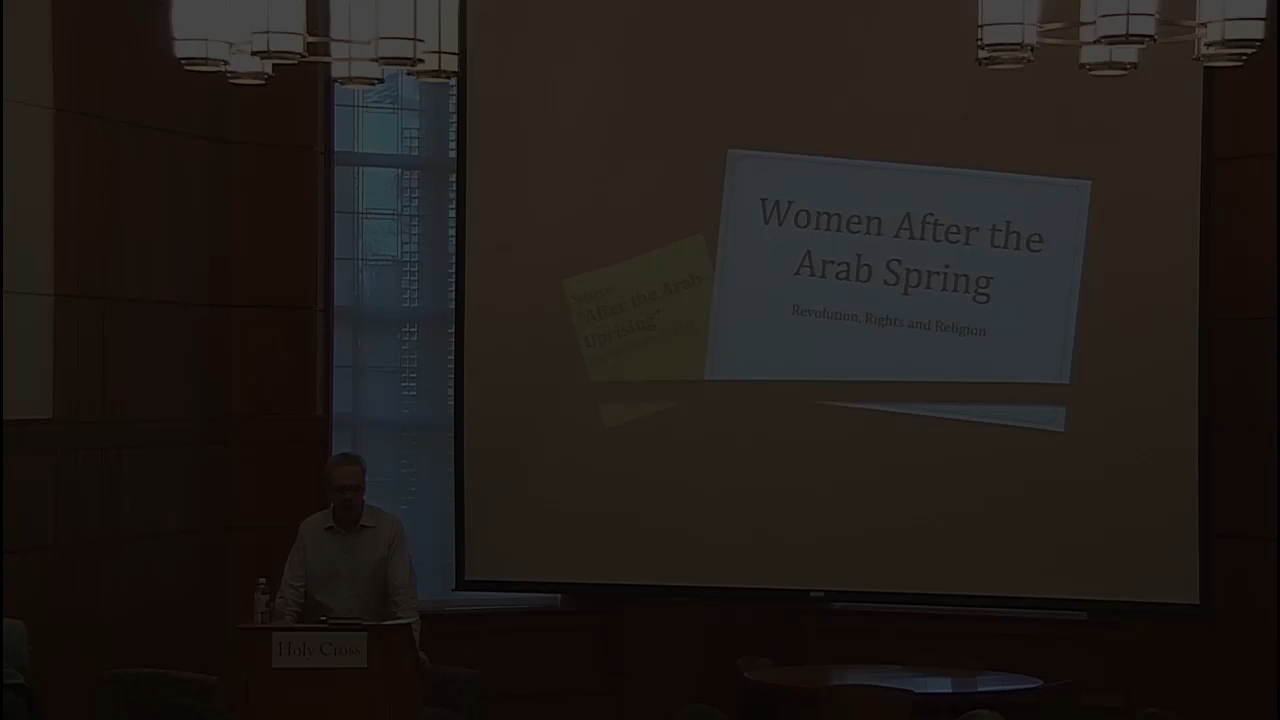 Women After the
Arab Spring
Revolution, Rights and Religion
"After the Arab
Uprising"
Holy Cross